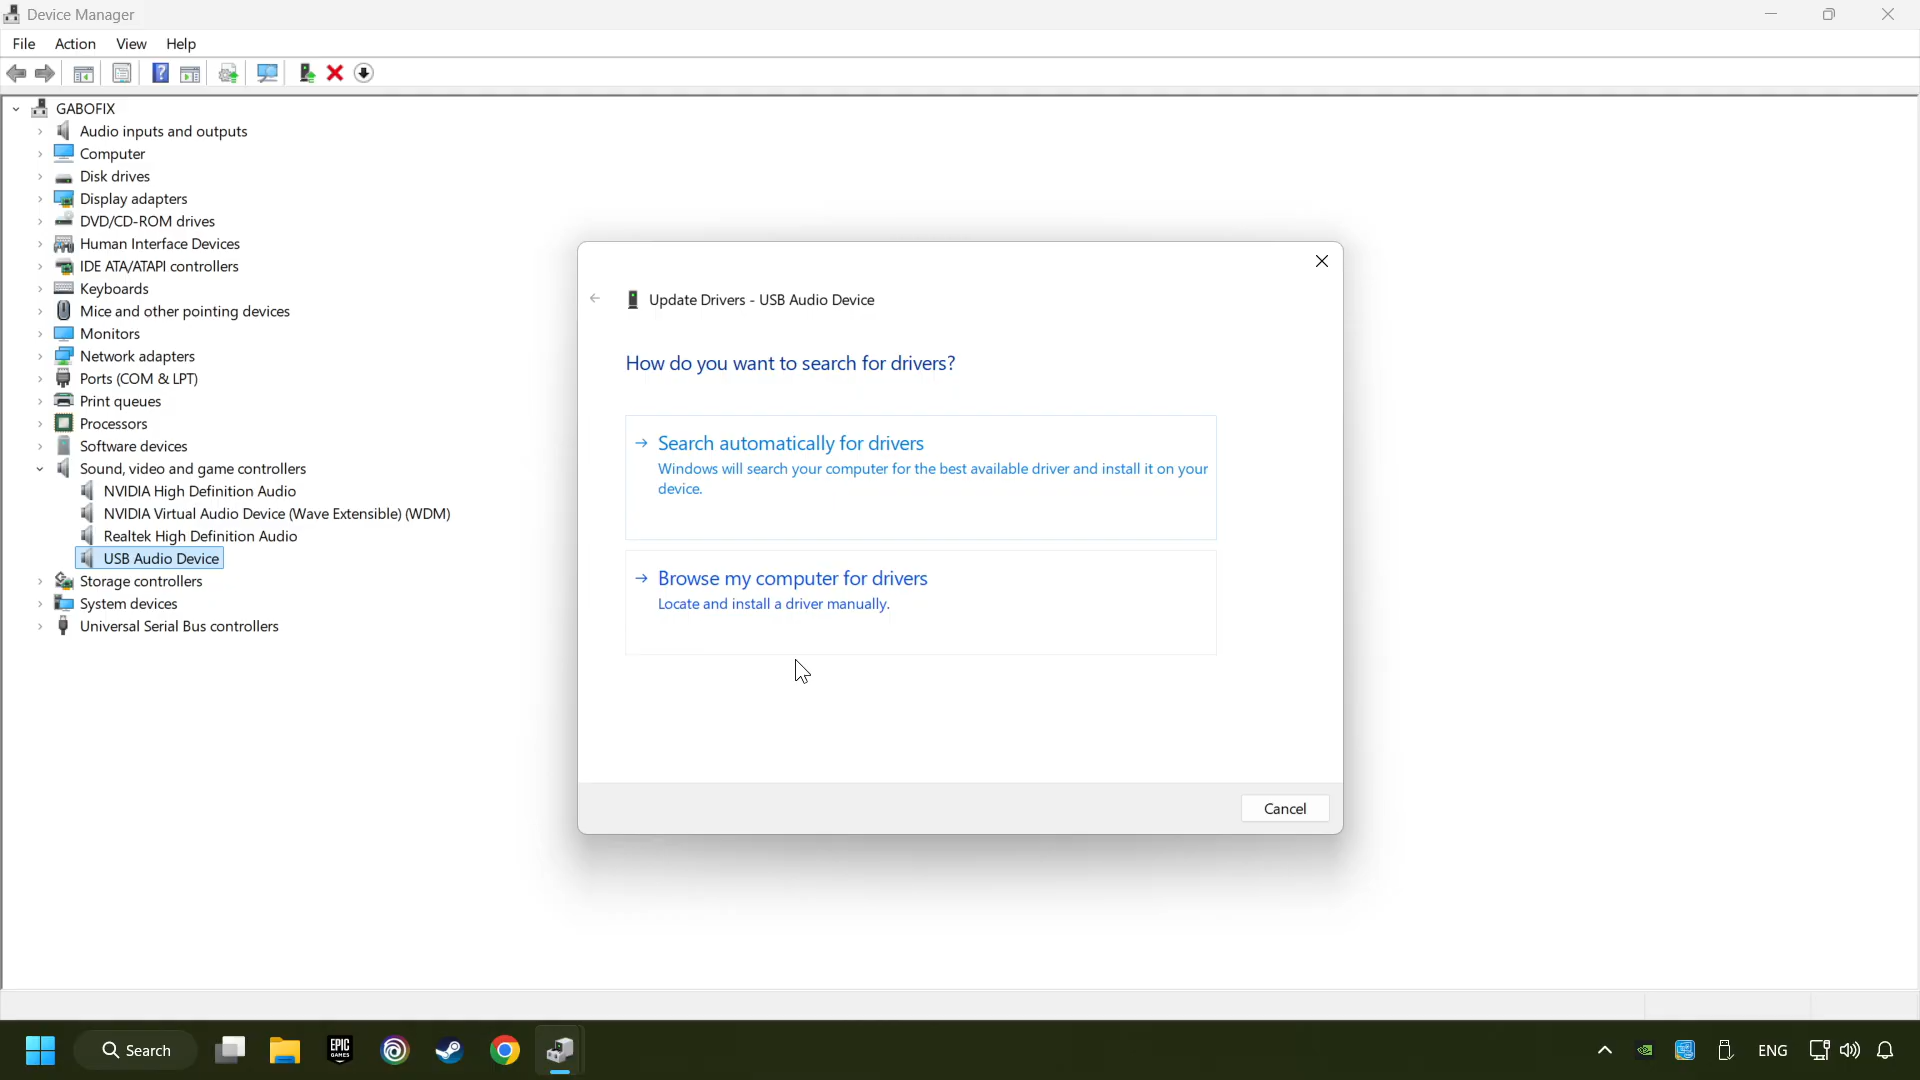 Device Manager
File Action View Help
GABOFIX
Audio inputs and outputs
Computer
Disk drives
Display adapters
DVD/CD-ROM drives
Human Interface Devices
IDE ATA/ATAPI controllers
Keyboards
Mice and other pointing devices
Monitors
Network adapters
Ports (COM & LPT)
Print queues
Processors
Software devices
Sound, video and game controllers
NVIDIA High Definition Audio
NVIDIA Virtual Audio Device (Wave Extensible) (WDM)
Realtek High Definition Audio
USB Audio Device
Storage controllers
System devices
Universal Serial Bus controllers
Update Drivers - USB Audio Device
How do you want to search for drivers?
Search automatically for drivers
Windows will search your computer for the best available driver and install it on your
device.
Browse my computer for drivers
Locate and install a driver manually.
Cancel
Search
EPIC
GAMES
ENG